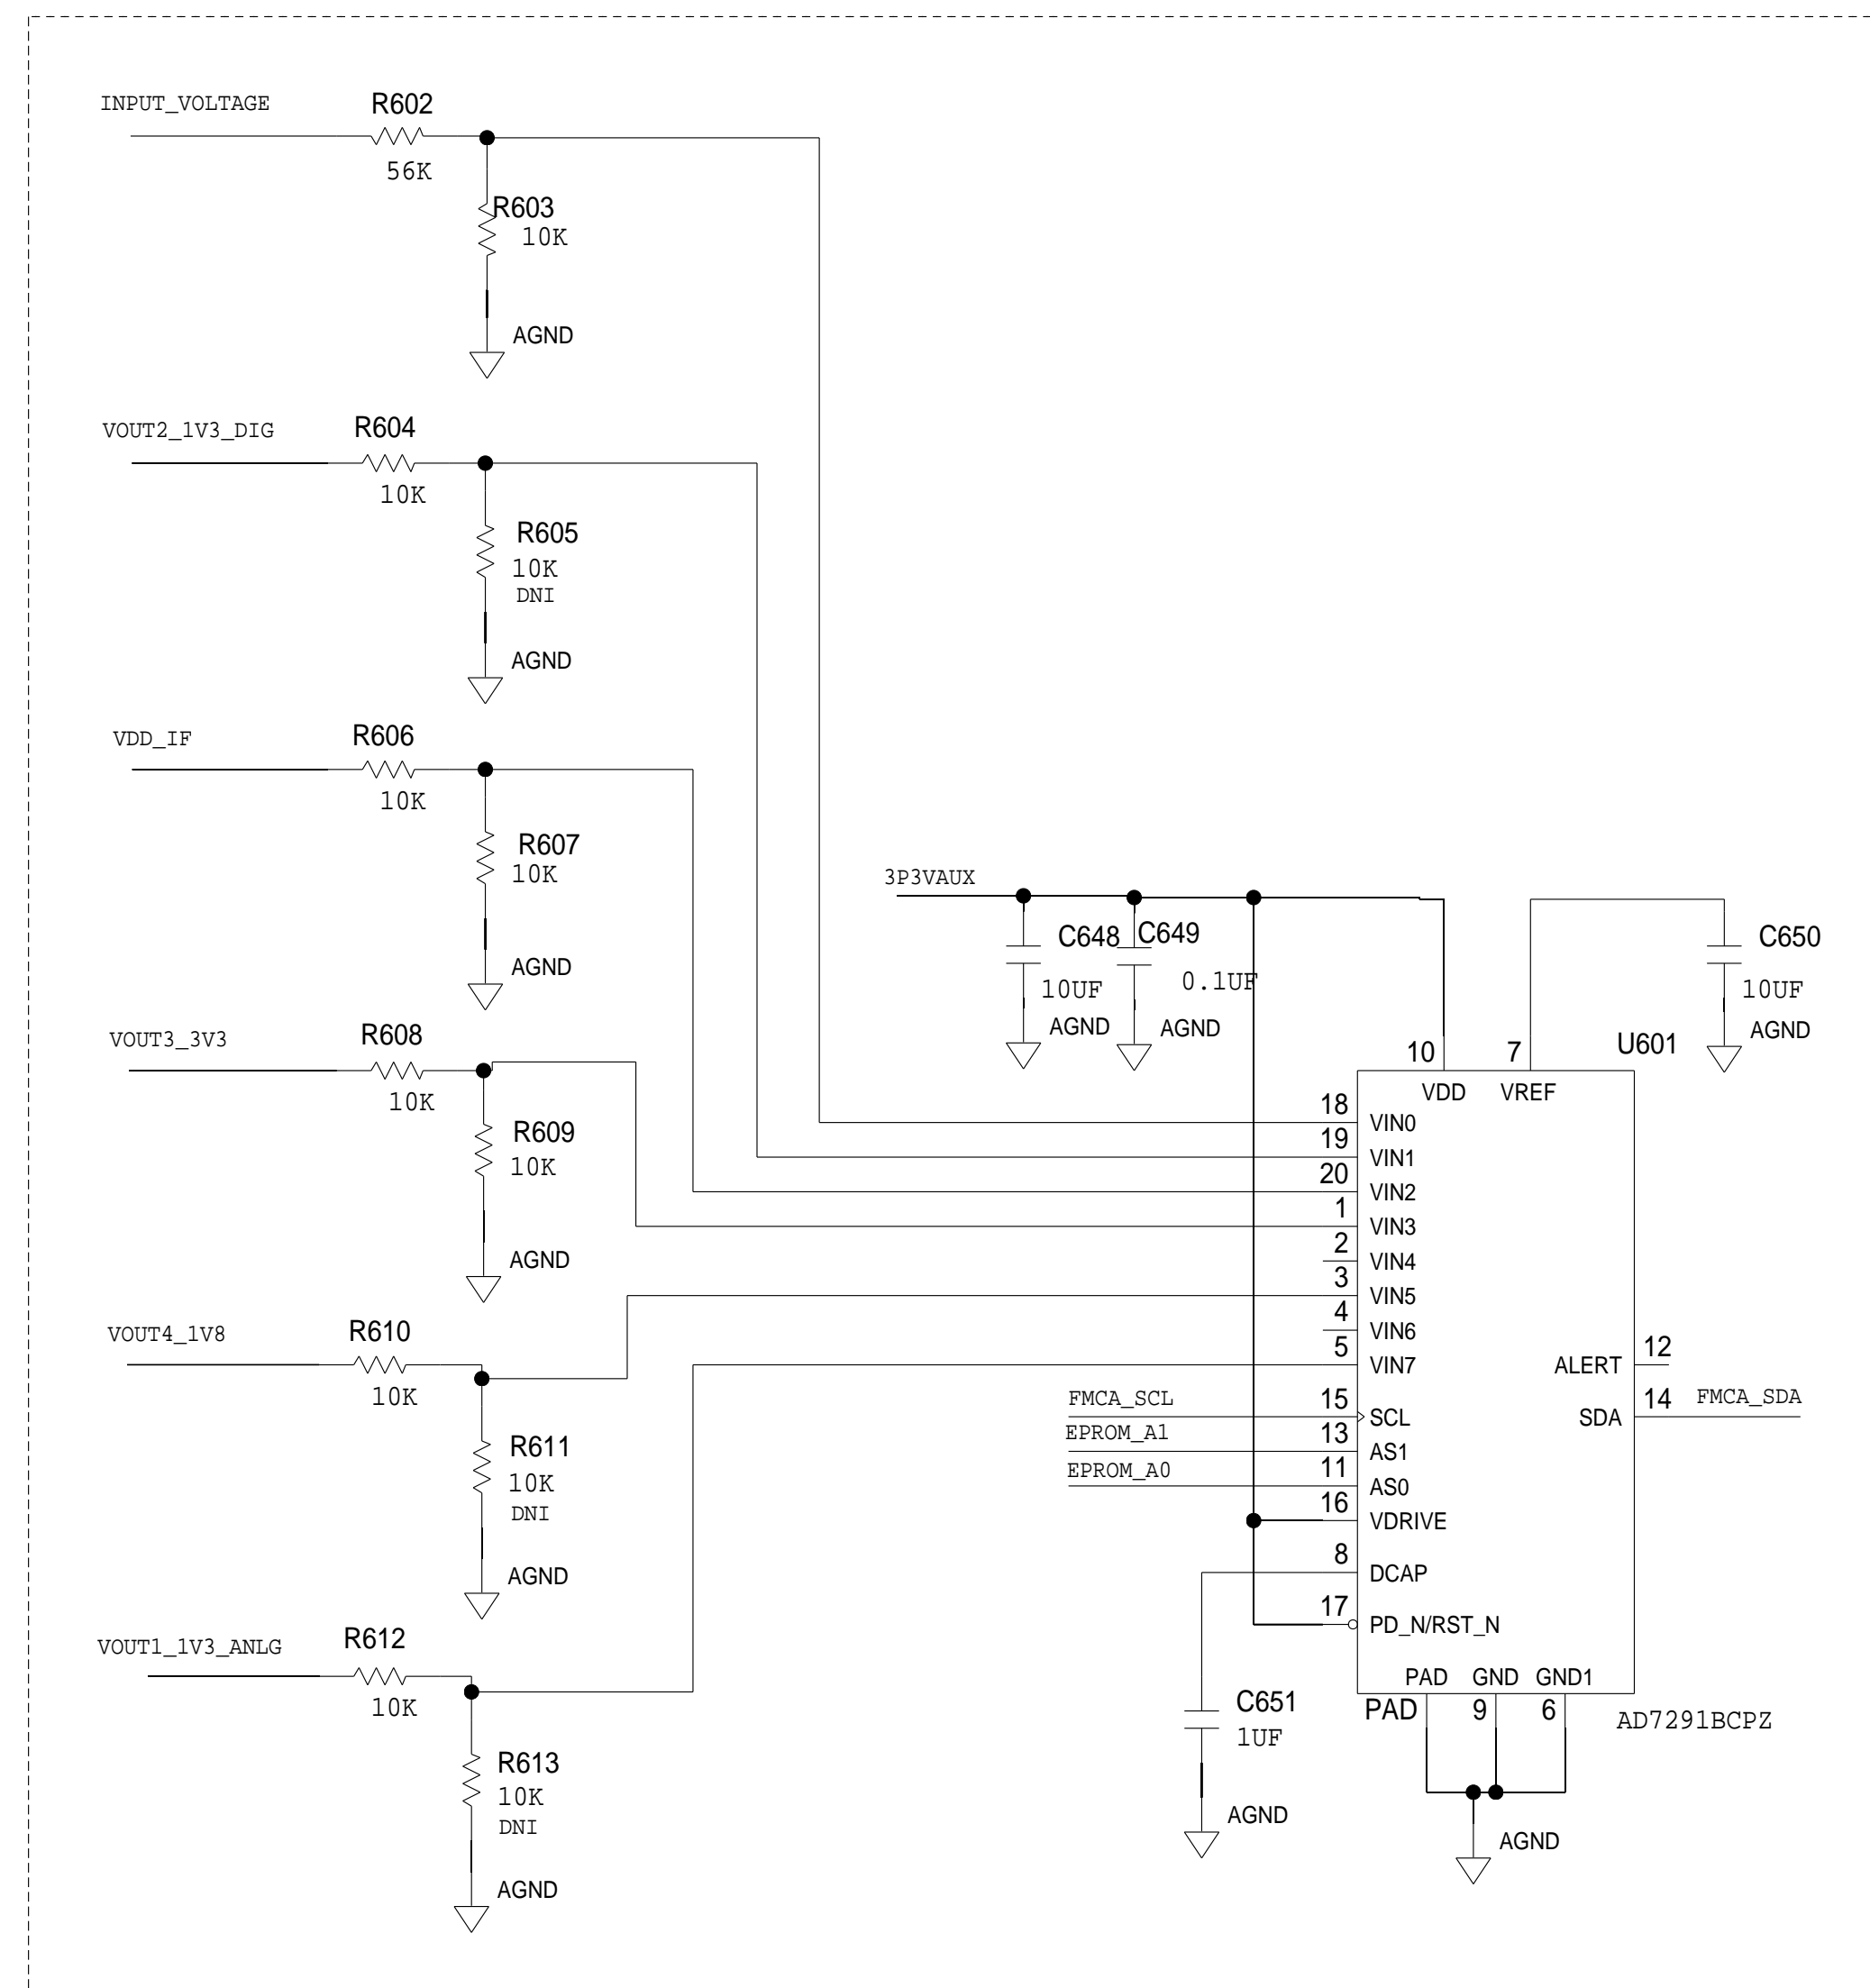 INPUT_VOLTAGE
R602
56K
R603
10K
AGND
VOUT2_1V3_DIG
R604
10K
R605
10K
DNI
AGND
VDD_IF
R606
10K
R607
10K
AGND
VOUT3_3V3
R608
10K
R609
10K
AGND
VOUT4_1V8
R610
10K
R611
10K
DNI
AGND
VOUT1_1V3_ANLG
R612
10K
R613
10K
DNI
AGND
3P3VAUX
C648
10UF
AGND
C649
0.1UF
AGND
C650
10UF
AGND
U601
10
7
VDD
VREF
18
VIN0
19
VIN1
20
VIN2
1
VIN3
2
VIN4
3
VIN5
4
VIN6
5
VIN7
ALERT
12
FMCA_SCL
15
SCL
SDA
14
FMCA_SDA
EPROM_A1
13
AS1
EPROM_A0
11
AS0
16
VDRIVE
8
DCAP
17
PD_N/RST_N
PAD
GND
GND1
PAD
9
6
AD7291BCPZ
C651
1UF
AGND
AGND